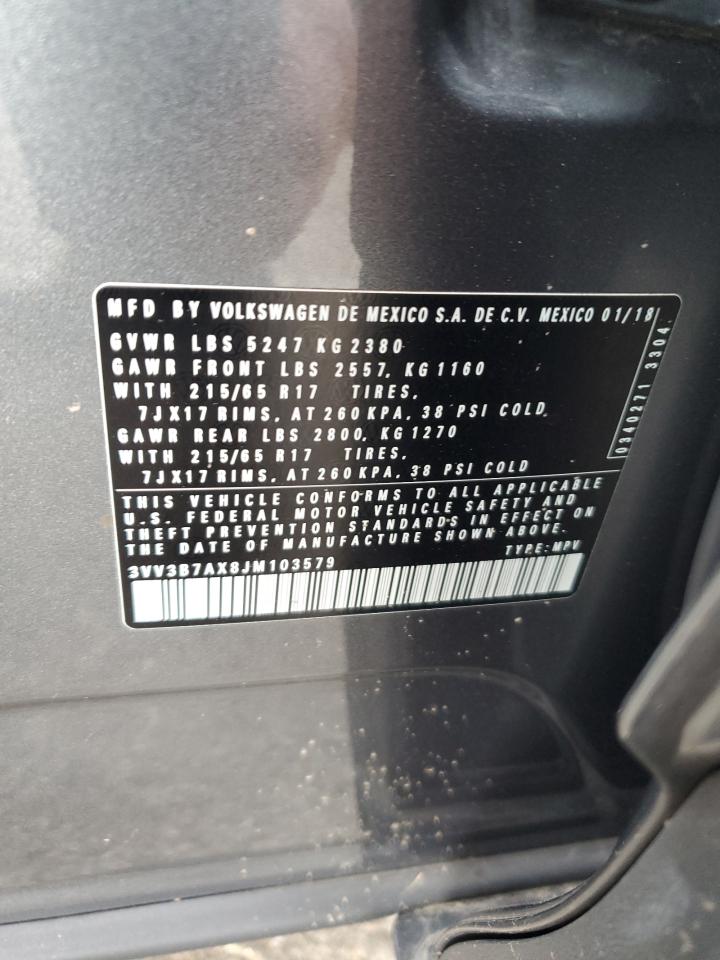 MFD BY VOLKSWAGEN DE MEXICO S.A. DE C.V. MEXICO 01/18
GVWR LBS 5247 KG 2380
GAWR FRONT LBS 2557, KG 1160
WITH 215/65 R17 TIRES,
7JX17 RIMS, AT 260 KPA, 38 PSI COLD
GAWR REAR LBS 2800, KG 1270
WITH 215/65 R17 TIRES,
7JX17 RIMS, AT 260 KPA, 38 PSI COLD
0340271 3304
THIS VEHICLE CONFORMS TO ALL APPLICABLE
U.S. FEDERAL MOTOR VEHICLE SAFETY AND
THEFT PREVENTION STANDARDS IN EFFECT ON
THE DATE OF MANUFACTURE SHOWN ABOVE.
TYPE: MPV
3VV3B7AX8JM103579